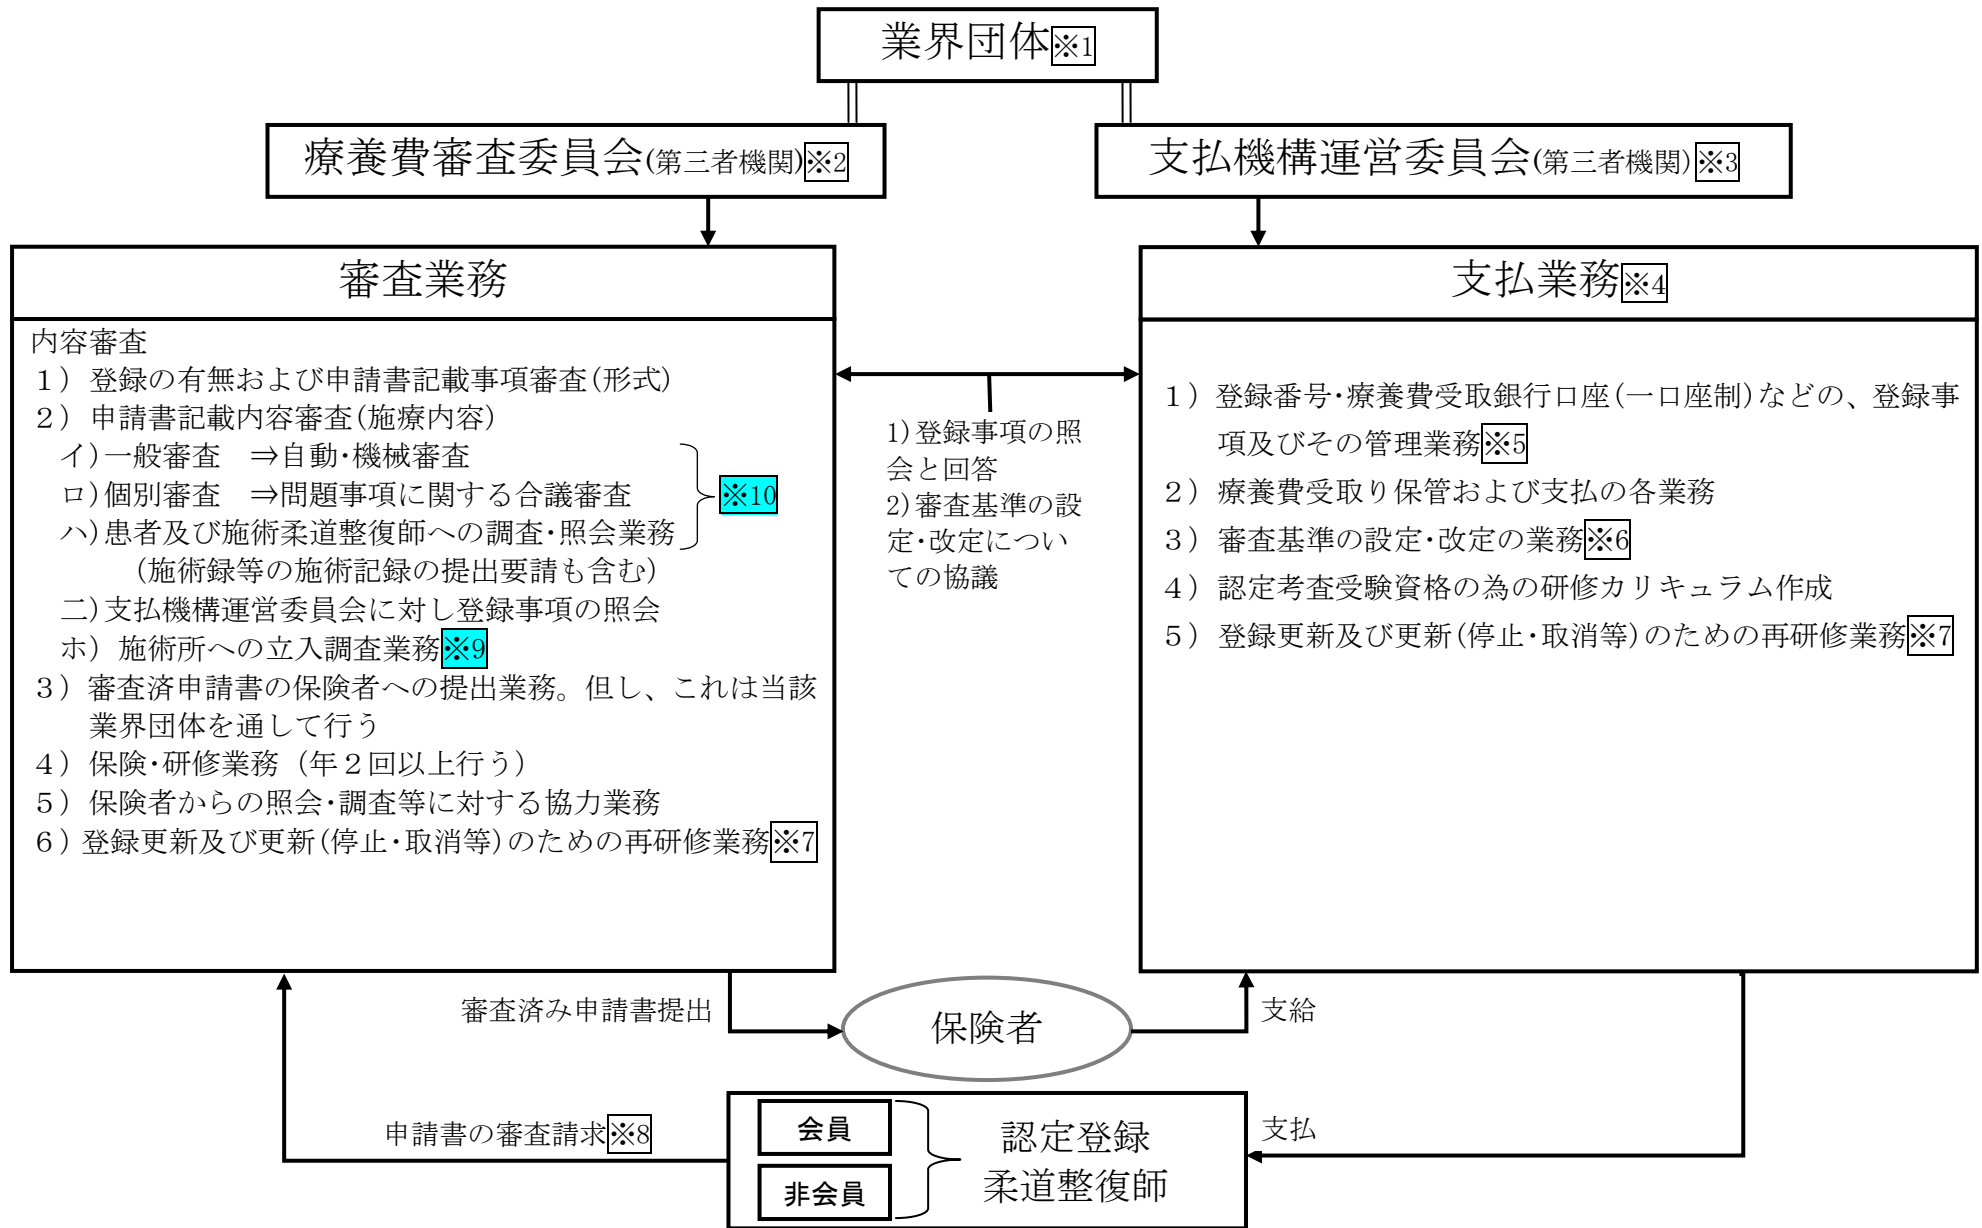 業界団体※1
療養費審査委員会(第三者機関)※2
支払機構運営委員会(第三者機関)※3
審査業務
内容審査
1）登録の有無および申請書記載事項審査(形式)
2）申請書記載内容審査(施療内容)
イ)一般審査　⇒自動・機械審査
ロ)個別審査　⇒問題事項に関する合議審査
※10
ハ)患者及び施術柔道整復師への調査・照会業務
(施術録等の施術記録の提出要請も含む)
二)支払機構運営委員会に対し登録事項の照会
ホ）施術所への立入調査業務※9
3）審査済申請書の保険者への提出業務。但し、これは当該
業界団体を通して行う
4）保険・研修業務（年２回以上行う）
5）保険者からの照会・調査等に対する協力業務
6）登録更新及び更新(停止・取消等)のための再研修業務※7
1)登録事項の照
会と回答
2)審査基準の設
定・改定につい
ての協議
支払業務※4
1）登録番号・療養費受取銀行口座(一口座制)などの、登録事
項及びその管理業務※5
2）療養費受取り保管および支払の各業務
3）審査基準の設定・改定の業務※6
4）認定考査受験資格の為の研修カリキュラム作成
5）登録更新及び更新(停止・取消等)のための再研修業務※7
審査済み申請書提出
保険者
支給
申請書の審査請求※8
会員
非会員
認定登録
柔道整復師
支払